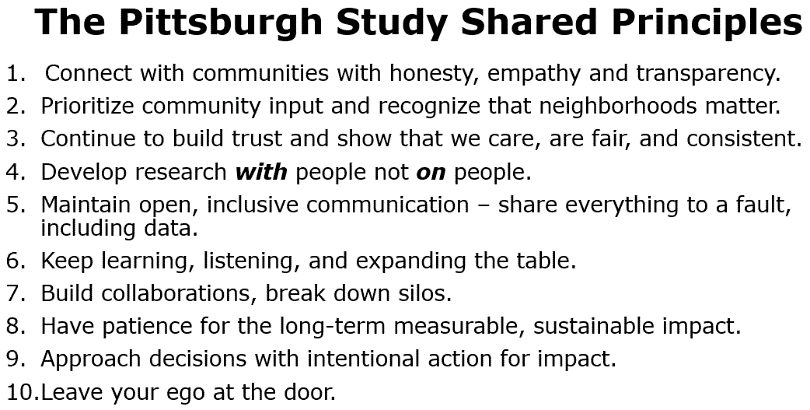 The Pittsburgh Study Shared Principles
1. Connect with communities with honesty, empathy and transparency.
2. Prioritize community input and recognize that neighborhoods matter.
3. Continue to build trust and show that we care, are fair, and consistent.
4. Develop research with people not on people.
5. Maintain open, inclusive communication – share everything to a fault,
including data.
6. Keep learning, listening, and expanding the table.
7. Build collaborations, break down silos.
8. Have patience for the long-term measurable, sustainable impact.
9. Approach decisions with intentional action for impact.
10.Leave your ego at the door.